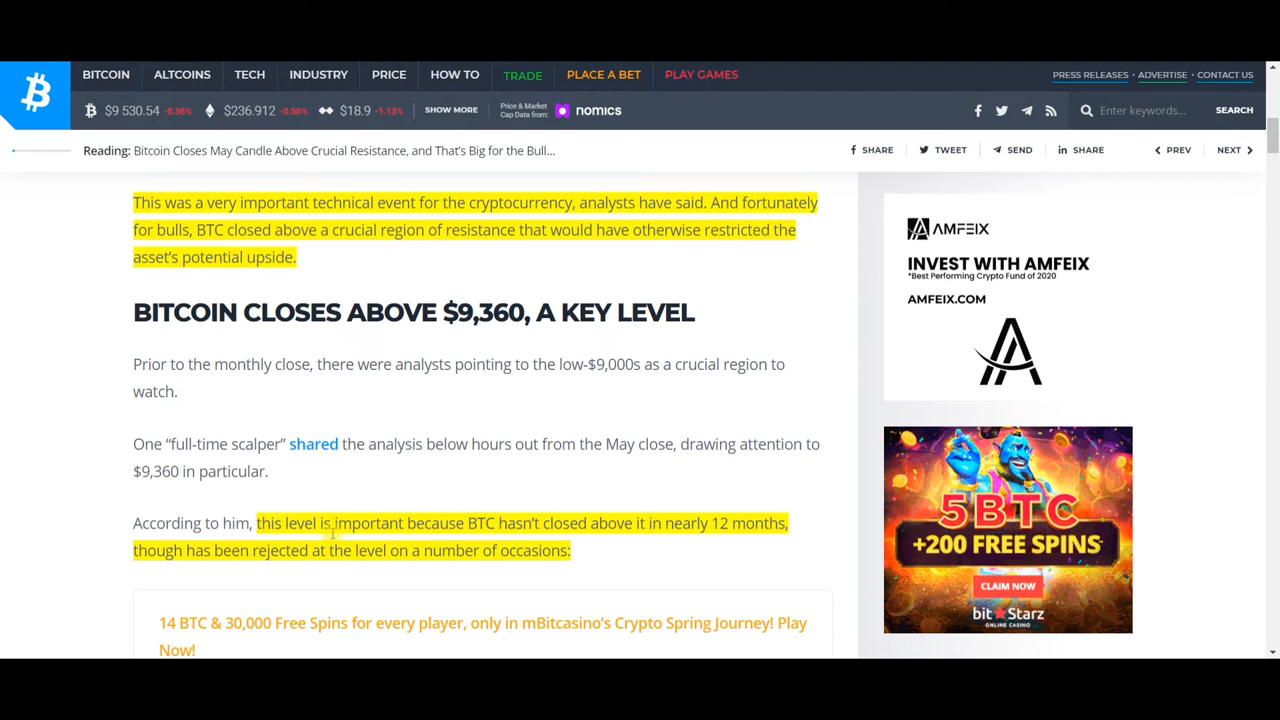 BITCOIN ALTCOINS TECH INDUSTRY PRICE HOW TO TRADE PLACE A BET PLAY GAMES PRESS RELEASES · ADVERTISE · CONTACT US
$9 530.54 -0.36% $236.912 -0.56% $18.9 -1.13% SHOW MORE Price & Market Cap Data from: nomics Enter keywords... SEARCH
Reading: Bitcoin Closes May Candle Above Crucial Resistance, and That's Big for the Bull... SHARE TWEET SEND SHARE PREV NEXT
This was a very important technical event for the cryptocurrency, analysts have said. And fortunately
for bulls, BTC closed above a crucial region of resistance that would have otherwise restricted the
asset's potential upside.
BITCOIN CLOSES ABOVE $9,360, A KEY LEVEL
Prior to the monthly close, there were analysts pointing to the low-$9,000s as a crucial region to
watch.
One “full-time scalper” shared the analysis below hours out from the May close, drawing attention to
$9,360 in particular.
According to him, this level is important because BTC hasn't closed above it in nearly 12 months,
though has been rejected at the level on a number of occasions:
14 BTC & 30,000 Free Spins for every player, only in mBitcasino's Crypto Spring Journey! Play
Now!
AMFEIX
INVEST WITH AMFEIX
*Best Performing Crypto Fund of 2020
AMFEIX.COM
5BTC
+200 FREE SPINS
CLAIM NOW
bitStarz
ONLINE CASINO